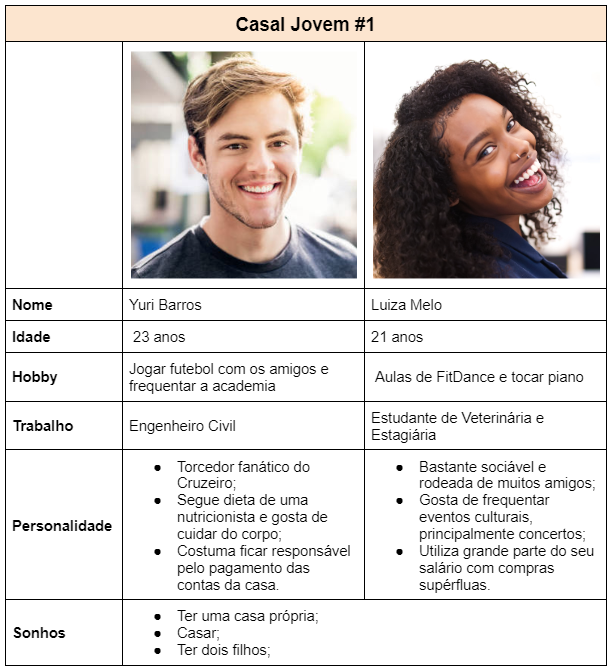 Casal Jovem #1
Nome
Yuri Barros
Luiza Melo
Idade
23 anos
21 anos
Hobby
Jogar futebol com os amigos e
frequentar a academia
Aulas de FitDance e tocar piano
Trabalho
Engenheiro Civil
Estudante de Veterinária e
Estagiária
Personalidade
● Torcedor fanático do
Cruzeiro;
● Segue dieta de uma
nutricionista e gosta de
cuidar do corpo;
● Costuma ficar responsável
pelo pagamento das
contas da casa.
● Bastante sociável e
rodeada de muitos amigos;
● Gosta de frequentar
eventos culturais,
principalmente concertos;
● Utiliza grande parte do seu
salário com compras
supérfluas.
Sonhos
● Ter uma casa própria;
● Casar;
● Ter dois filhos;